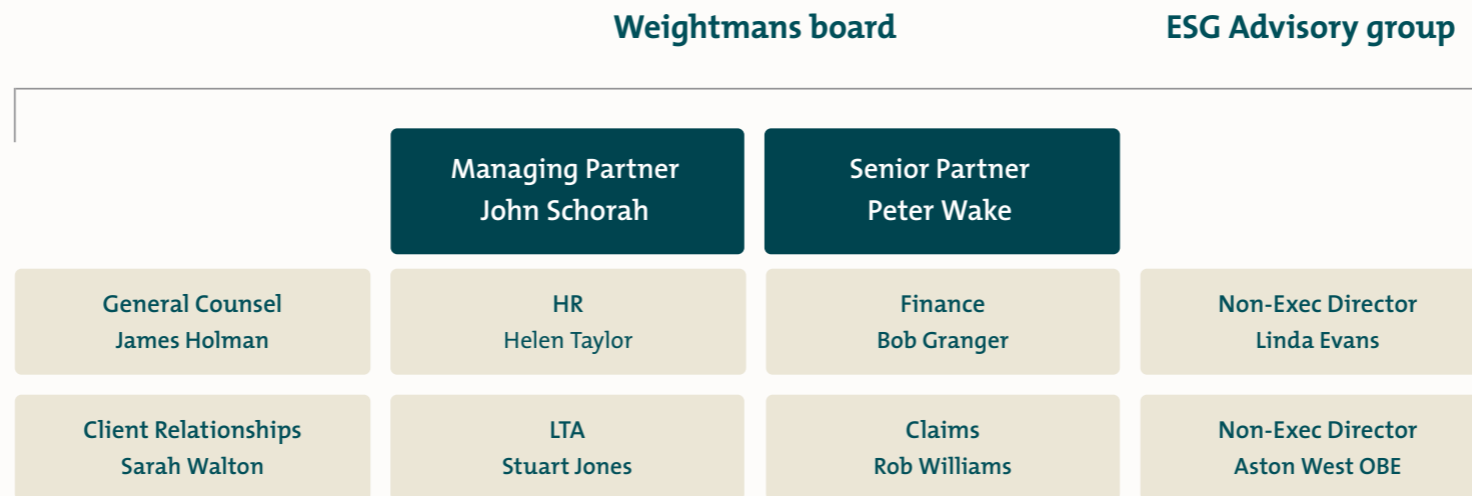 Weightmans board
ESG Advisory group
Managing Partner
John Schorah
Senior Partner
Peter Wake
General Counsel
James Holman
HR
Helen Taylor
Finance
Bob Granger
Non-Exec Director
Linda Evans
Client Relationships
Sarah Walton
LTA
Stuart Jones
Claims
Rob Williams
Non-Exec Director
Aston West OBE